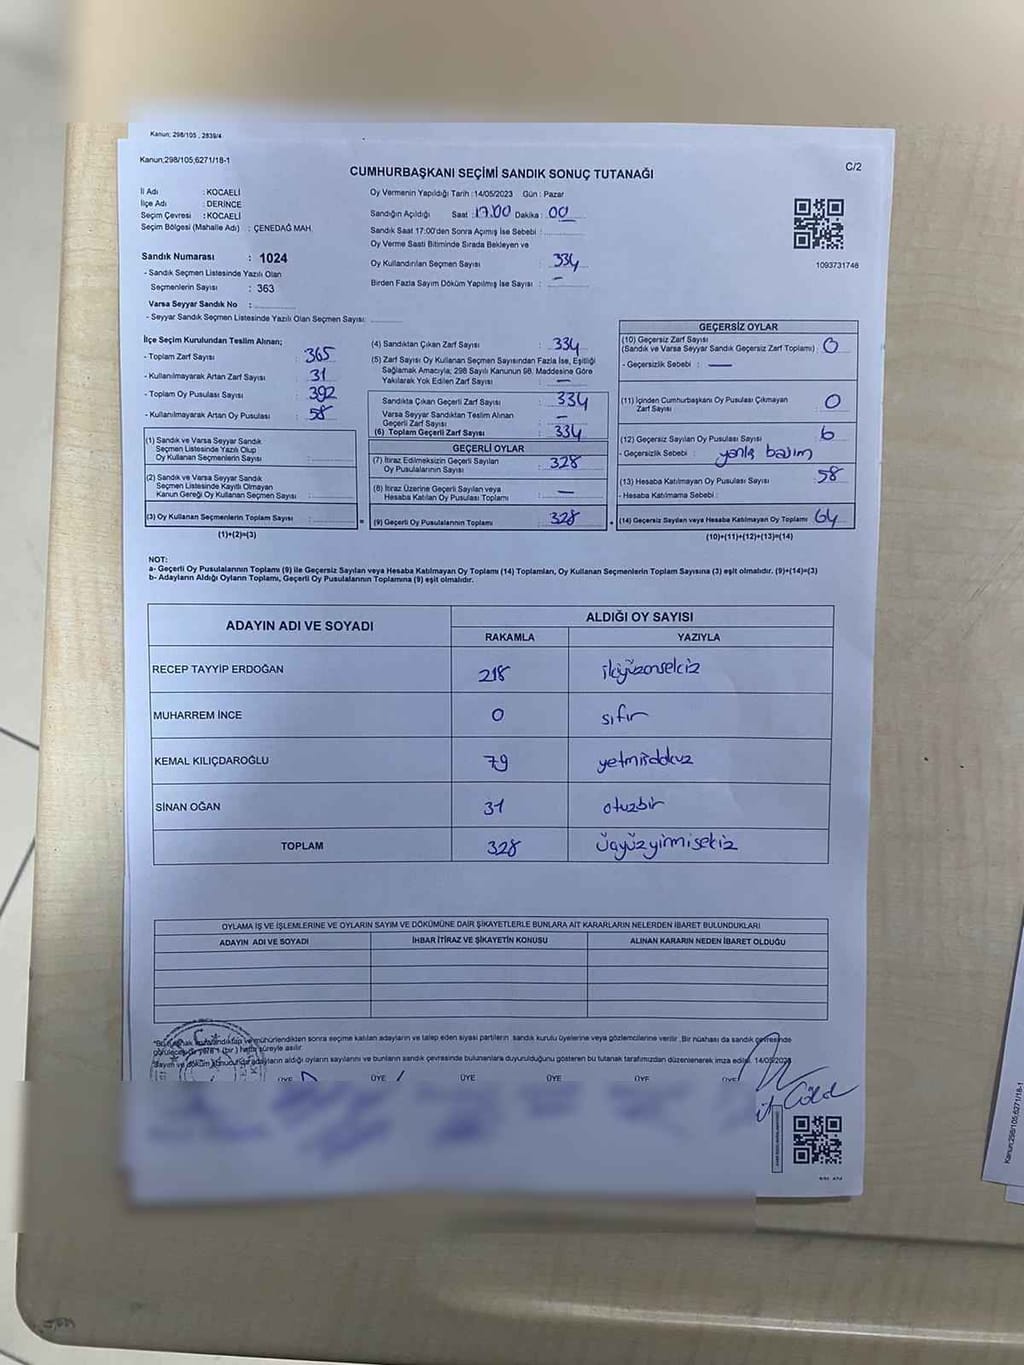 Kanun; 298/105 , 2839/4
Kanun;298/105,6271/18-1
C/2
CUMHURBAŞKANI SEÇİMİ SANDIK SONUÇ TUTANAĞI
İl Adı : KOCAELİ
İlçe Adı : DERİNCE
Seçim Çevresi : KOCAELİ
Seçim Bölgesi (Mahalle Adı) : ÇENEDAĞ MAH.
Sandık Numarası : 1024
- Sandık Seçmen Listesinde Yazılı Olan
Seçmenlerin Sayısı : 363
Varsa Seyyar Sandık No :
- Seyyar Sandık Seçmen Listesinde Yazılı Olan Seçmen Sayısı:
Oy Vermenin Yapıldığı Tarih : 14/05/2023 Gün : Pazar
Sandığın Açıldığı Saat : 17.00 Dakika : 00
Sandık Saat 17:00'den Sonra Açımış İse Sebebi :
Oy Verme Saati Bitiminde Sırada Bekleyen ve
Oy Kullandırılan Seçmen Sayısı : 334
Birden Fazla Sayım Döküm Yapılmış İse Sayısı : —
1093731748
İlçe Seçim Kurulundan Teslim Alınan;
- Toplam Zarf Sayısı : 365
- Kullanılmayarak Artan Zarf Sayısı : 31
- Toplam Oy Pusulası Sayısı : 392
- Kullanılmayarak Artan Oy Pusulası : 58
(1) Sandık ve Varsa Seyyar Sandık
Seçmen Listesinde Yazılı Olup
Oy Kullanan Seçmenlerin Sayısı :
(2) Sandık ve Varsa Seyyar Sandık
Seçmen Listesinde Kayıtlı Olmayan
Kanun Gereği Oy Kullanan Seçmen Sayısı :
(3) Oy Kullanan Seçmenlerin Toplam Sayısı :
(1)+(2)=(3)
(4) Sandıktan Çıkan Zarf Sayısı : 334
(5) Zarf Sayısı Oy Kullanan Seçmen Sayısından Fazla İse, Eşitliği
Sağlamak Amacıyla; 298 Sayılı Kanunun 98. Maddesine Göre
Yakılarak Yok Edilen Zarf Sayısı : —
Sandıkta Çıkan Geçerli Zarf Sayısı : 334
Varsa Seyyar Sandıktan Teslim Alınan
Geçerli Zarf Sayısı : —
(6) Toplam Geçerli Zarf Sayısı : 334
GEÇERLİ OYLAR
(7) İtiraz Edilmeksizin Geçerli Sayılan
Oy Pusulalarının Sayısı : 328
(8) İtiraz Üzerine Geçerli Sayılan veya
Hesaba Katılan Oy Pusulası Toplamı : —
= (9) Geçerli Oy Pusulalarının Toplamı : 328
GEÇERSİZ OYLAR
(10) Geçersiz Zarf Sayısı
(Sandık ve Varsa Seyyar Sandık Geçersiz Zarf Toplamı) : 0
- Geçersizlik Sebebi : —
(11) İçinden Cumhurbaşkanı Oy Pusulası Çıkmayan
Zarf Sayısı : 0
(12) Geçersiz Sayılan Oy Pusulası Sayısı : 6
- Geçersizlik Sebebi : yanlış basım
(13) Hesaba Katılmayan Oy Pusulası Sayısı : 58
- Hesaba Katılmama Sebebi :
+ (14) Geçersiz Sayılan veya Hesaba Katılmayan Oy Toplamı : 64
(10)+(11)+(12)+(13)=(14)
NOT:
a- Geçerli Oy Pusulalarının Toplamı (9) ile Geçersiz Sayılan veya Hesaba Katılmayan Oy Toplamı (14) Toplamları, Oy Kullanan Seçmenlerin Toplam Sayısına (3) eşit olmalıdır. (9)+(14)=(3)
b- Adayların Aldığı Oyların Toplamı, Geçerli Oy Pusulalarının Toplamına (9) eşit olmalıdır.
ADAYIN ADI VE SOYADI
ALDIĞI OY SAYISI
RAKAMLA YAZIYLA
RECEP TAYYİP ERDOĞAN 218 ikiyüzonsekiz
MUHARREM İNCE 0 sıfır
KEMAL KILIÇDAROĞLU 79 yetmişdokuz
SİNAN OĞAN 31 otuzbir
TOPLAM 328 üçyüzyirmisekiz
OYLAMA İŞ VE İŞLEMLERİNE VE OYLARIN SAYIM VE DÖKÜMÜNE DAİR ŞİKAYETLERLE BUNLARA AİT KARARLARIN NELERDEN İBARET BULUNDUKLARI
ADAYIN ADI VE SOYADI İHBAR İTİRAZ VE ŞİKAYETİN KONUSU ALINAN KARARIN NEDEN İBARET OLDUĞU
mühürlendikten sonra seçime katılan adayların ve talep eden siyasi partilerin sandık kurulu üyelerine veya gözlemcilerine verilir. Bir nüshası da sandık çevresinde
görülecek bir yere 1 (bir) hafta süreyle asılır.
adayların aldığı oyların sayılarını ve bunların sandık çevresinde bulunanlara duyurulduğunu gösteren bu tutanak tarafımızdan düzenlenerek imza edildi. 14/05/2023
ÜYE ÜYE ÜYE ÜYE ÜYE ÜYE
Kanun;298/105,6271/18-1